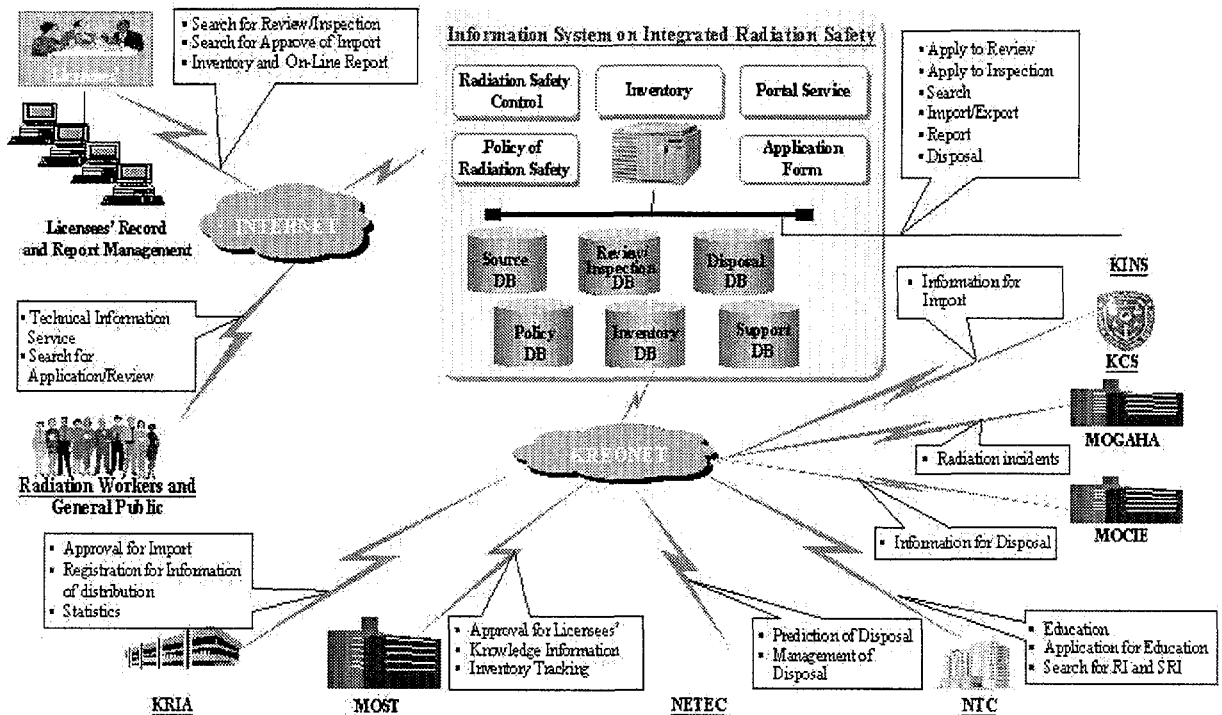 ▪ Search for Review/Inspection
▪ Search for Approve of Import
▪ Inventory and On-Line Report
Licensees' Record
and Report Management
INTERNET
▪ Technical Information
Service
▪ Search for
Application/Review
Radiation Workers and
General Public
Information System on Integrated Radiation Safety
Radiation Safety
Control
Inventory
Portal Service
Policy of
Radiation Safety
Application
Form
Source
DB
Review/
Inspection
DB
Disposal
DB
Policy
DB
Inventory
DB
Support
DB
▪ Apply to Review
▪ Apply to Inspection
▪ Search
▪ Import/Export
▪ Report
▪ Disposal
KINS
▪ Information for
Import
KCS
MOGAHA
▪ Radiation incidents
MOCIE
▪ Information for Disposal
KREONET
▪ Approval for Import
▪ Registration for Information
of distribution
▪ Statistics
KRIA
▪ Approval for Licensees'
▪ Knowledge Information
▪ Inventory Tracking
MOST
▪ Prediction of Disposal
▪ Management of
Disposal
NETEC
▪ Education
▪ Application for Education
▪ Search for RI and SRI
NTC